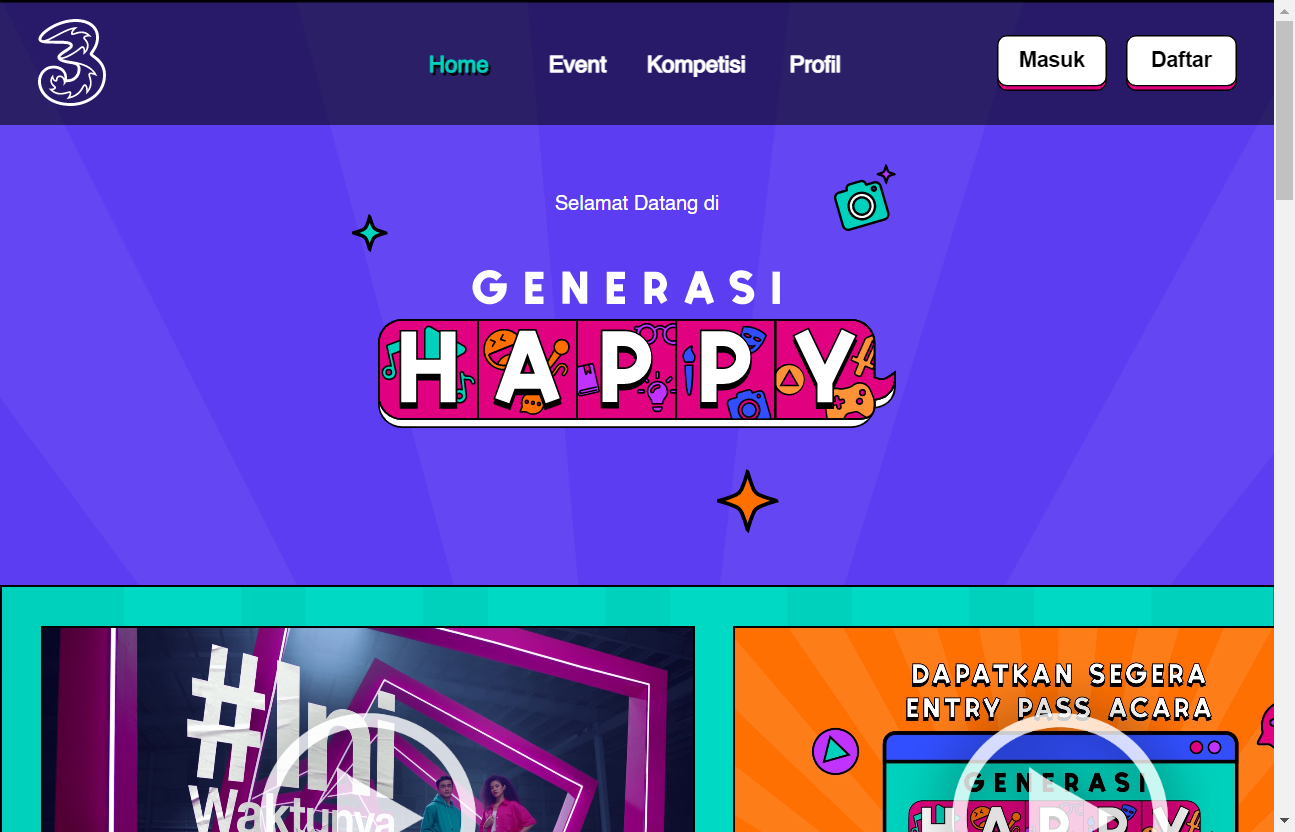 3
Home
Event
Kompetisi
Profil
Masuk
Daftar
Selamat Datang di
GENERASI
HAPPY
#Ini
Waktunya
DAPATKAN SEGERA
ENTRY PASS ACARA
GENERASI
HAPPY